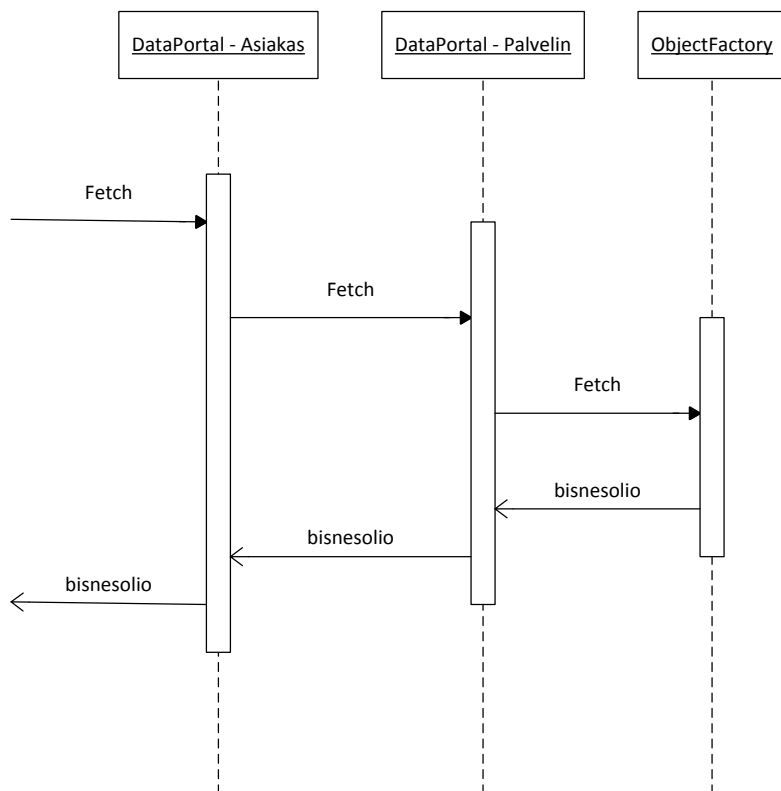 DataPortal - Asiakas
DataPortal - Palvelin
ObjectFactory
Fetch
Fetch
Fetch
bisnesolio
bisnesolio
bisnesolio